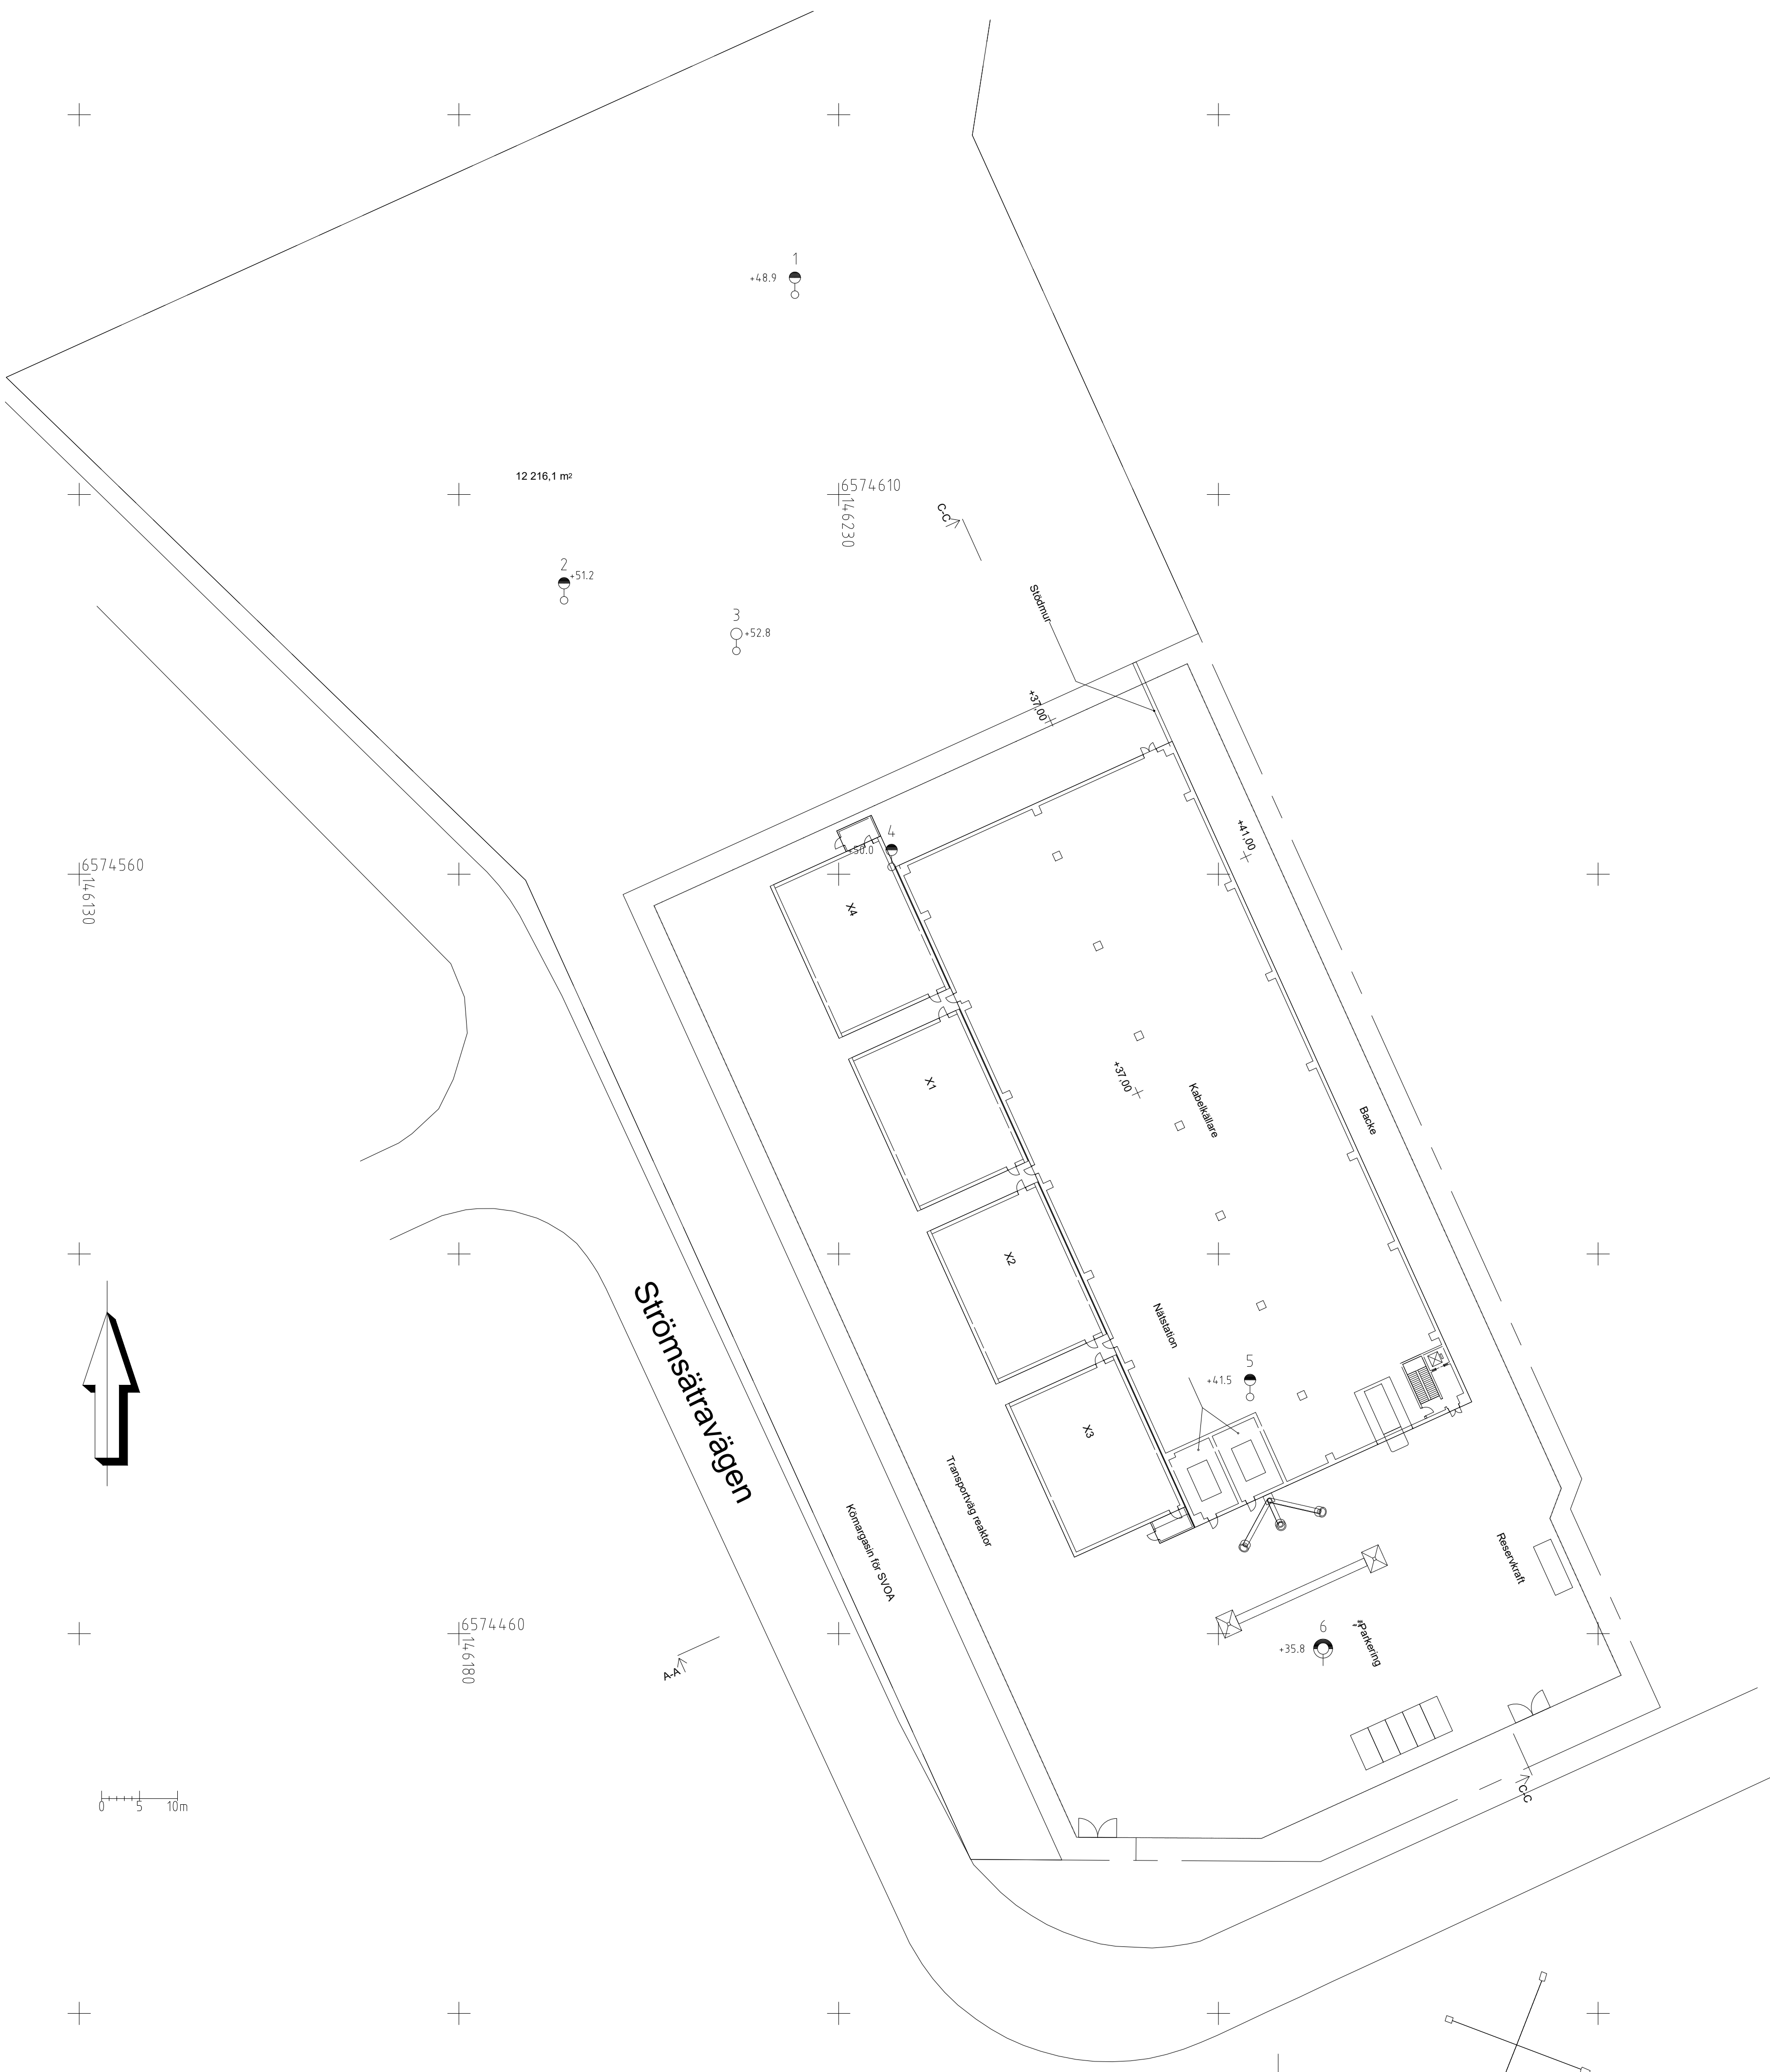 1
+48.9
12 216,1 m²
6574610
146230
C-C
2
+51.2
Stödmur
3
+52.8
+37,00
4
+50.0
+41,00
6574560
146130
X4
X1
+37,00
Kabelkällare
Backe
X2
Strömsätravägen
Nätstation
5
+41.5
X3
Transportväg reaktor
Körnargasin för SVOA
Reservkraft
6574460
146180
6
+35.8
Parkering
A-A
C-C
0 5 10m